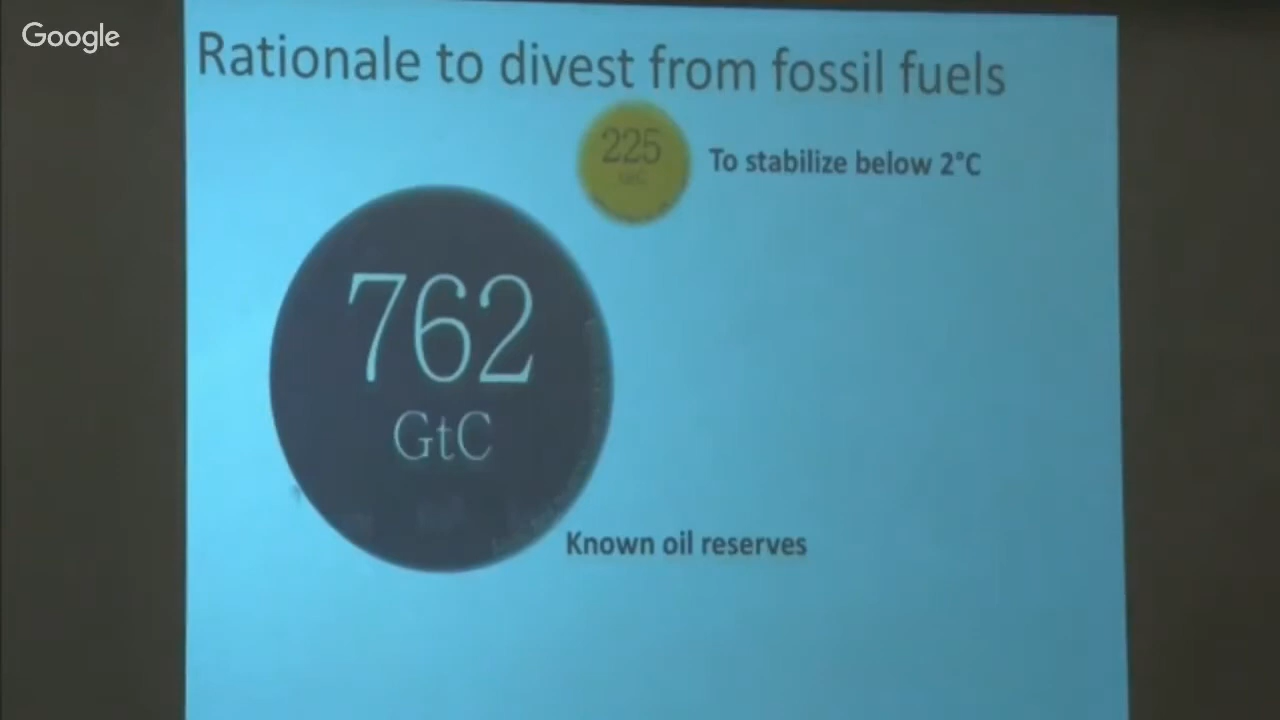 Google
Rationale to divest from fossil fuels
225
To stabilize below 2°C
762
GtC
Known oil reserves